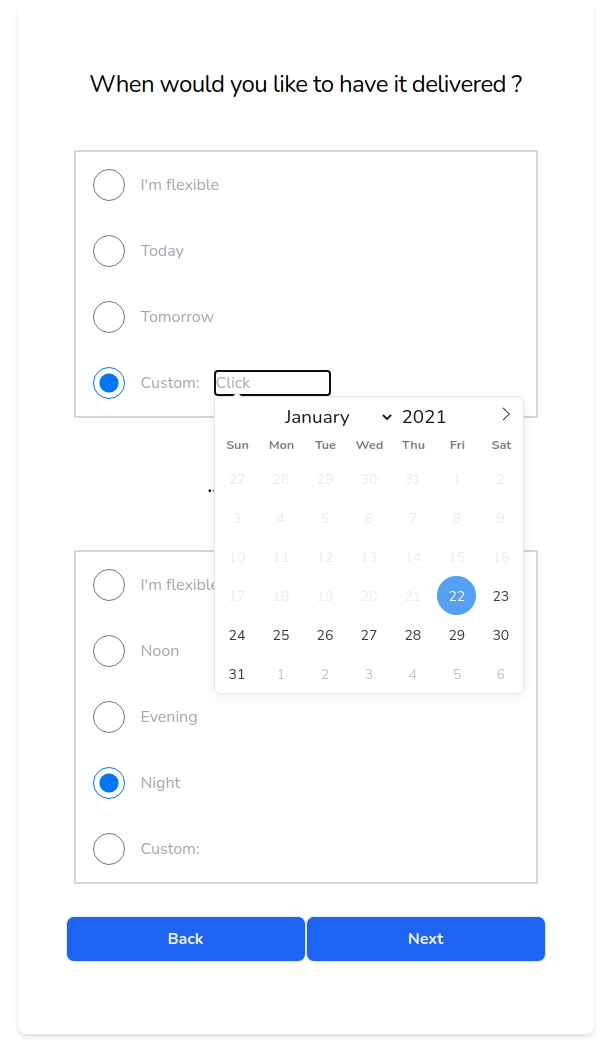 When would you like to have it delivered ?
I'm flexible
Today
Tomorrow
Custom: Click
January 2021
Sun Mon Tue Wed Thu Fri Sat
27 28 29 30 31 1 2
3 4 5 6 7 8 9
10 11 12 13 14 15 16
17 18 19 20 21 22 23
24 25 26 27 28 29 30
31 1 2 3 4 5 6
I'm flexible
Noon
Evening
Night
Custom:
Back Next